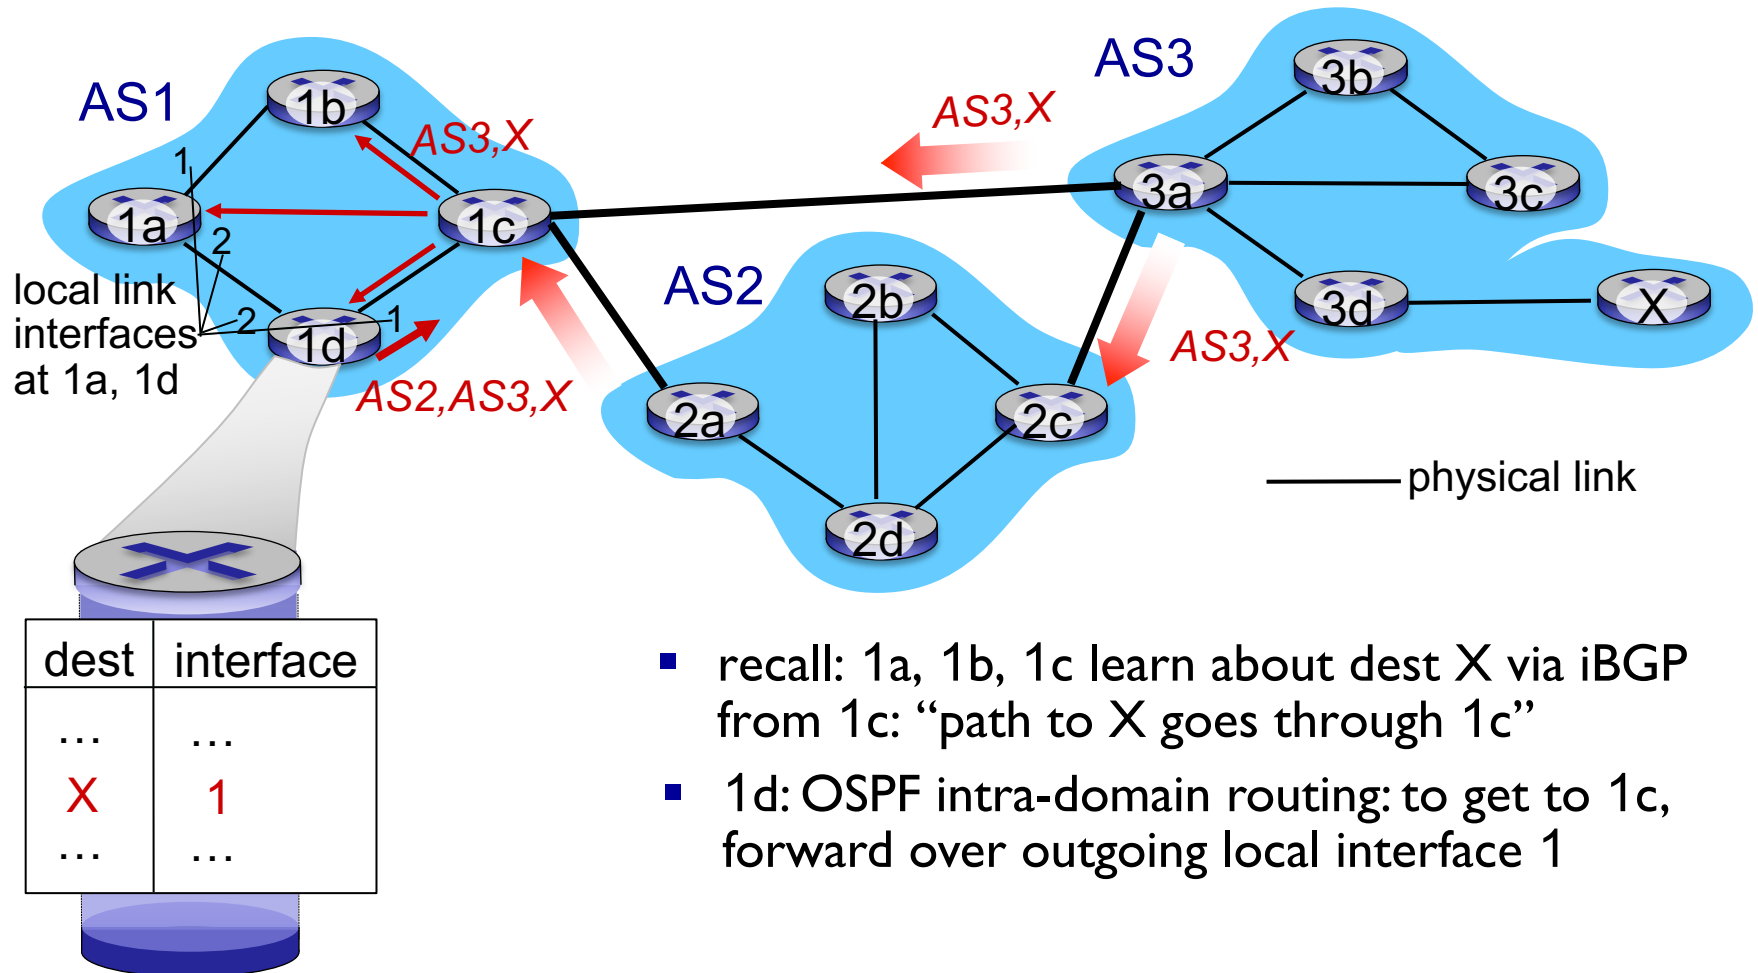 AS1
1b
AS3,X
1
1a
1c
2
local link
interfaces
at 1a, 1d
2
1
1d
AS2,AS3,X
AS3
3b
AS3,X
3a
3c
AS2
2b
3d
X
AS3,X
2a
2c
2d
physical link
dest interface
... ...
X 1
... ...
▪ recall: 1a, 1b, 1c learn about dest X via iBGP
from 1c: “path to X goes through 1c”
▪ 1d: OSPF intra-domain routing: to get to 1c,
forward over outgoing local interface 1